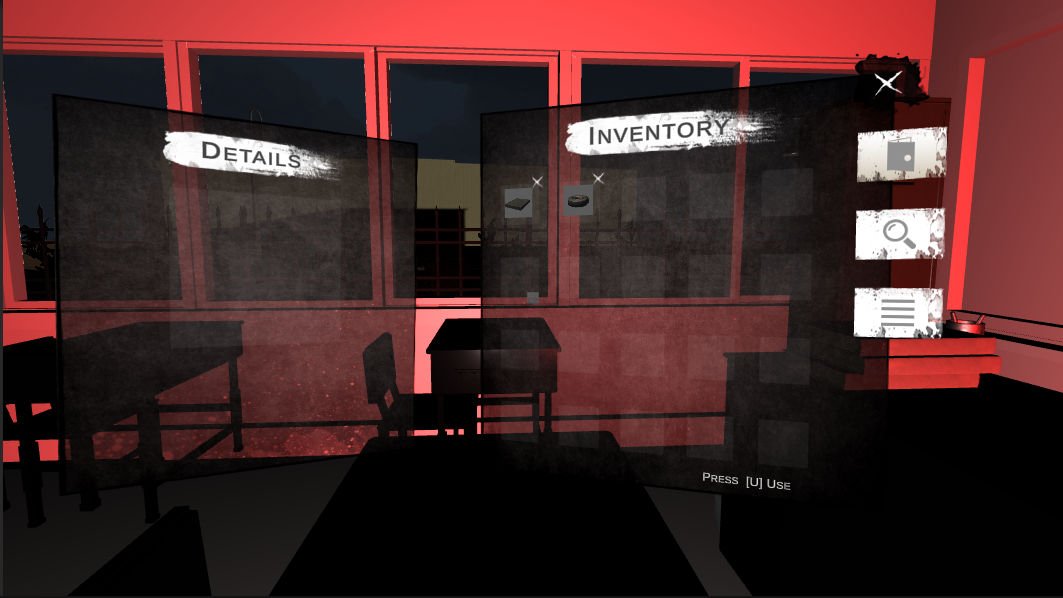 DETAILS
INVENTORY
PRESS [U] USE